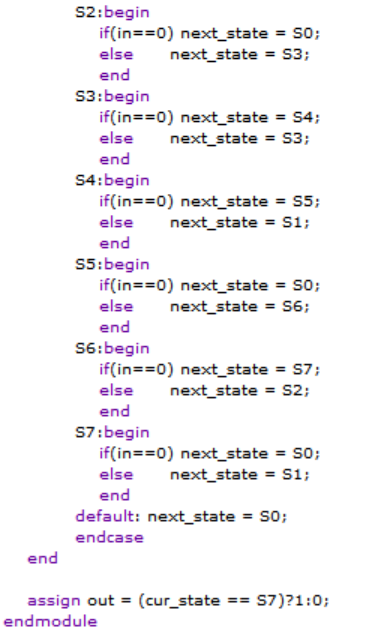 S2:begin
if(in==0) next_state = S0;
else next_state = S3;
end
S3:begin
if(in==0) next_state = S4;
else next_state = S3;
end
S4:begin
if(in==0) next_state = S5;
else next_state = S1;
end
S5:begin
if(in==0) next_state = S0;
else next_state = S6;
end
S6:begin
if(in==0) next_state = S7;
else next_state = S2;
end
S7:begin
if(in==0) next_state = S0;
else next_state = S1;
end
default: next_state = S0;
endcase
end
assign out = (cur_state == S7)?1:0;
endmodule